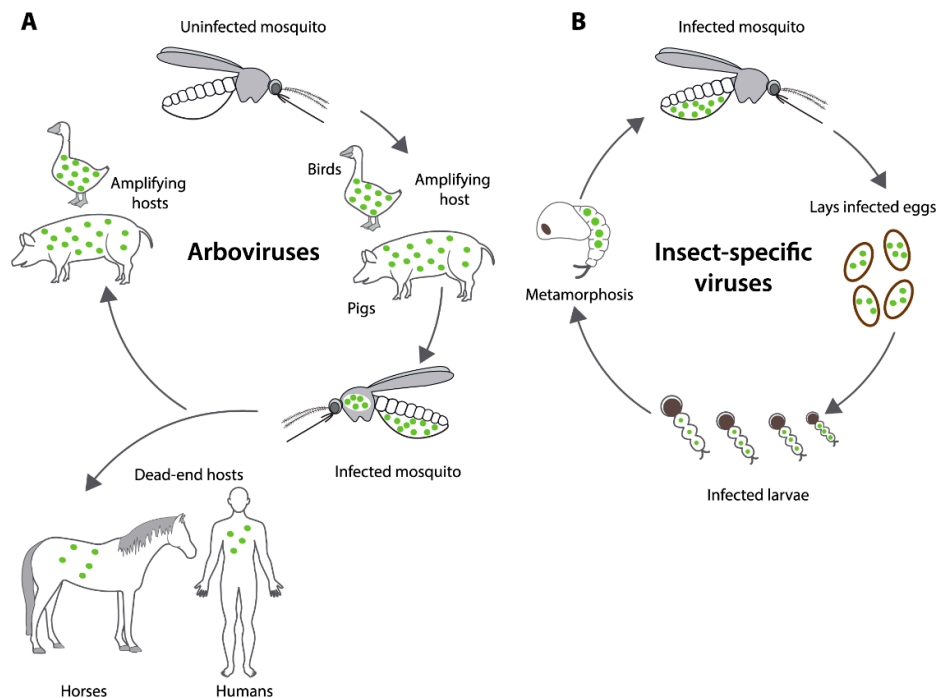 A
Uninfected mosquito
Birds
Amplifying
host
Amplifying
hosts
Arboviruses
Pigs
Infected mosquito
Dead-end hosts
Horses
Humans
B
Infected mosquito
Lays infected eggs
Insect-specific
viruses
Metamorphosis
Infected larvae